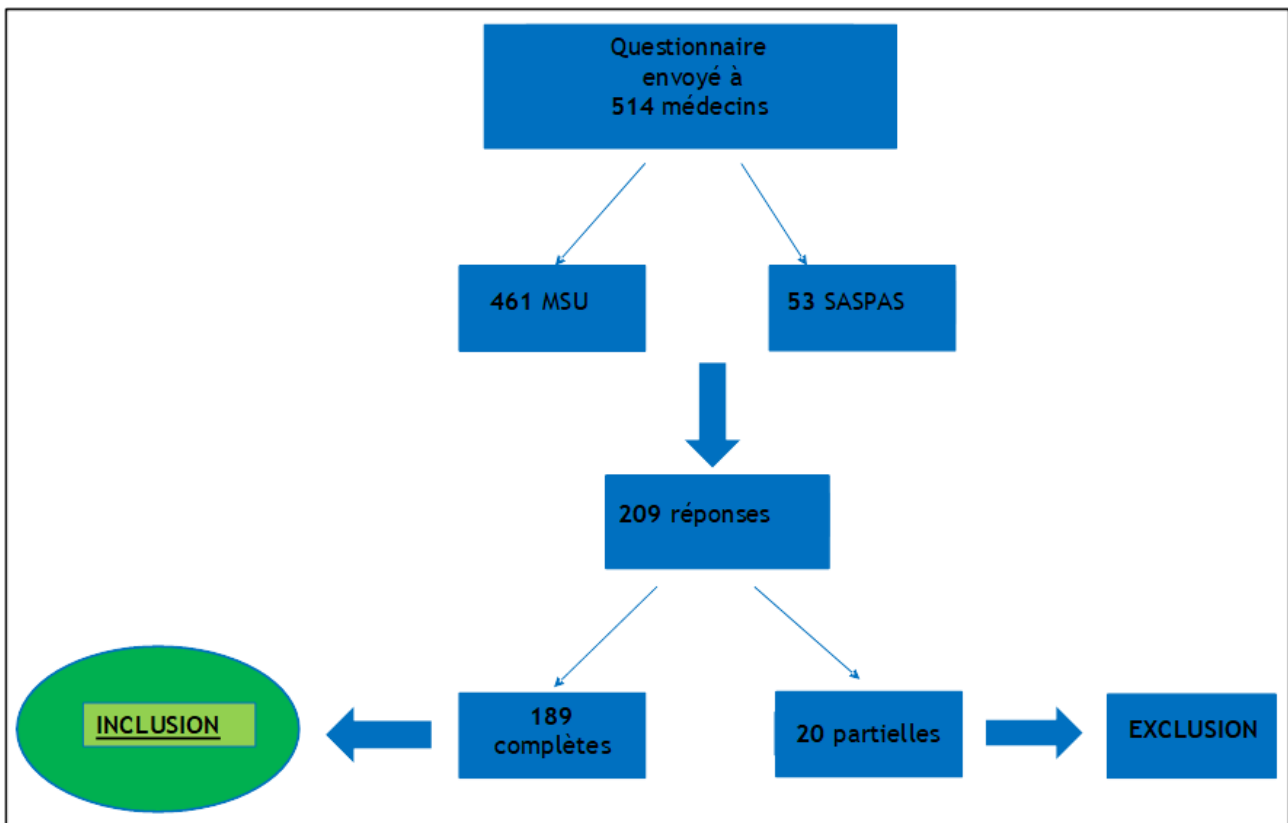 Questionnaire
envoyé à
514 médecins
461 MSU
53 SASPAS
209 réponses
189
complètes
20 partielles
INCLUSION
EXCLUSION